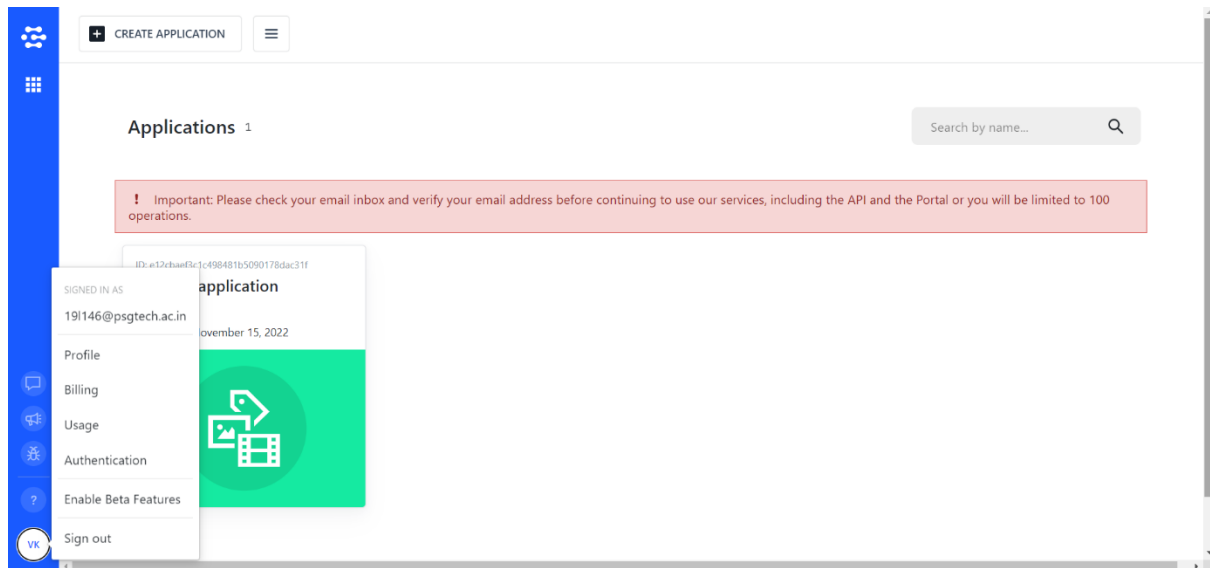 CREATE APPLICATION
Applications 1
Search by name...
! Important: Please check your email inbox and verify your email address before continuing to use our services, including the API and the Portal or you will be limited to 100
operations.
ID: e12cbaef3c1c498481b5090178dac31f
application
ovember 15, 2022
SIGNED IN AS
19l146@psgtech.ac.in
Profile
Billing
Usage
Authentication
Enable Beta Features
Sign out
?
VK